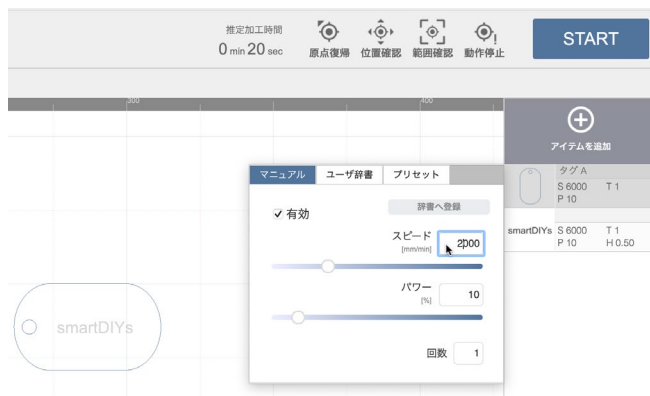 推定加工時間
0 min 20 sec
原点復帰
位置確認
範囲確認
動作停止
START
300
400
アイテムを追加
タグ A
S 6000 T 1
P 10
smartDIYs S 6000 T 1
P 10 H 0.50
マニュアル
ユーザ辞書
プリセット
有効
辞書へ登録
スピード
[mm/min]
2000
パワー
[%]
10
回数
1
smartDIYs